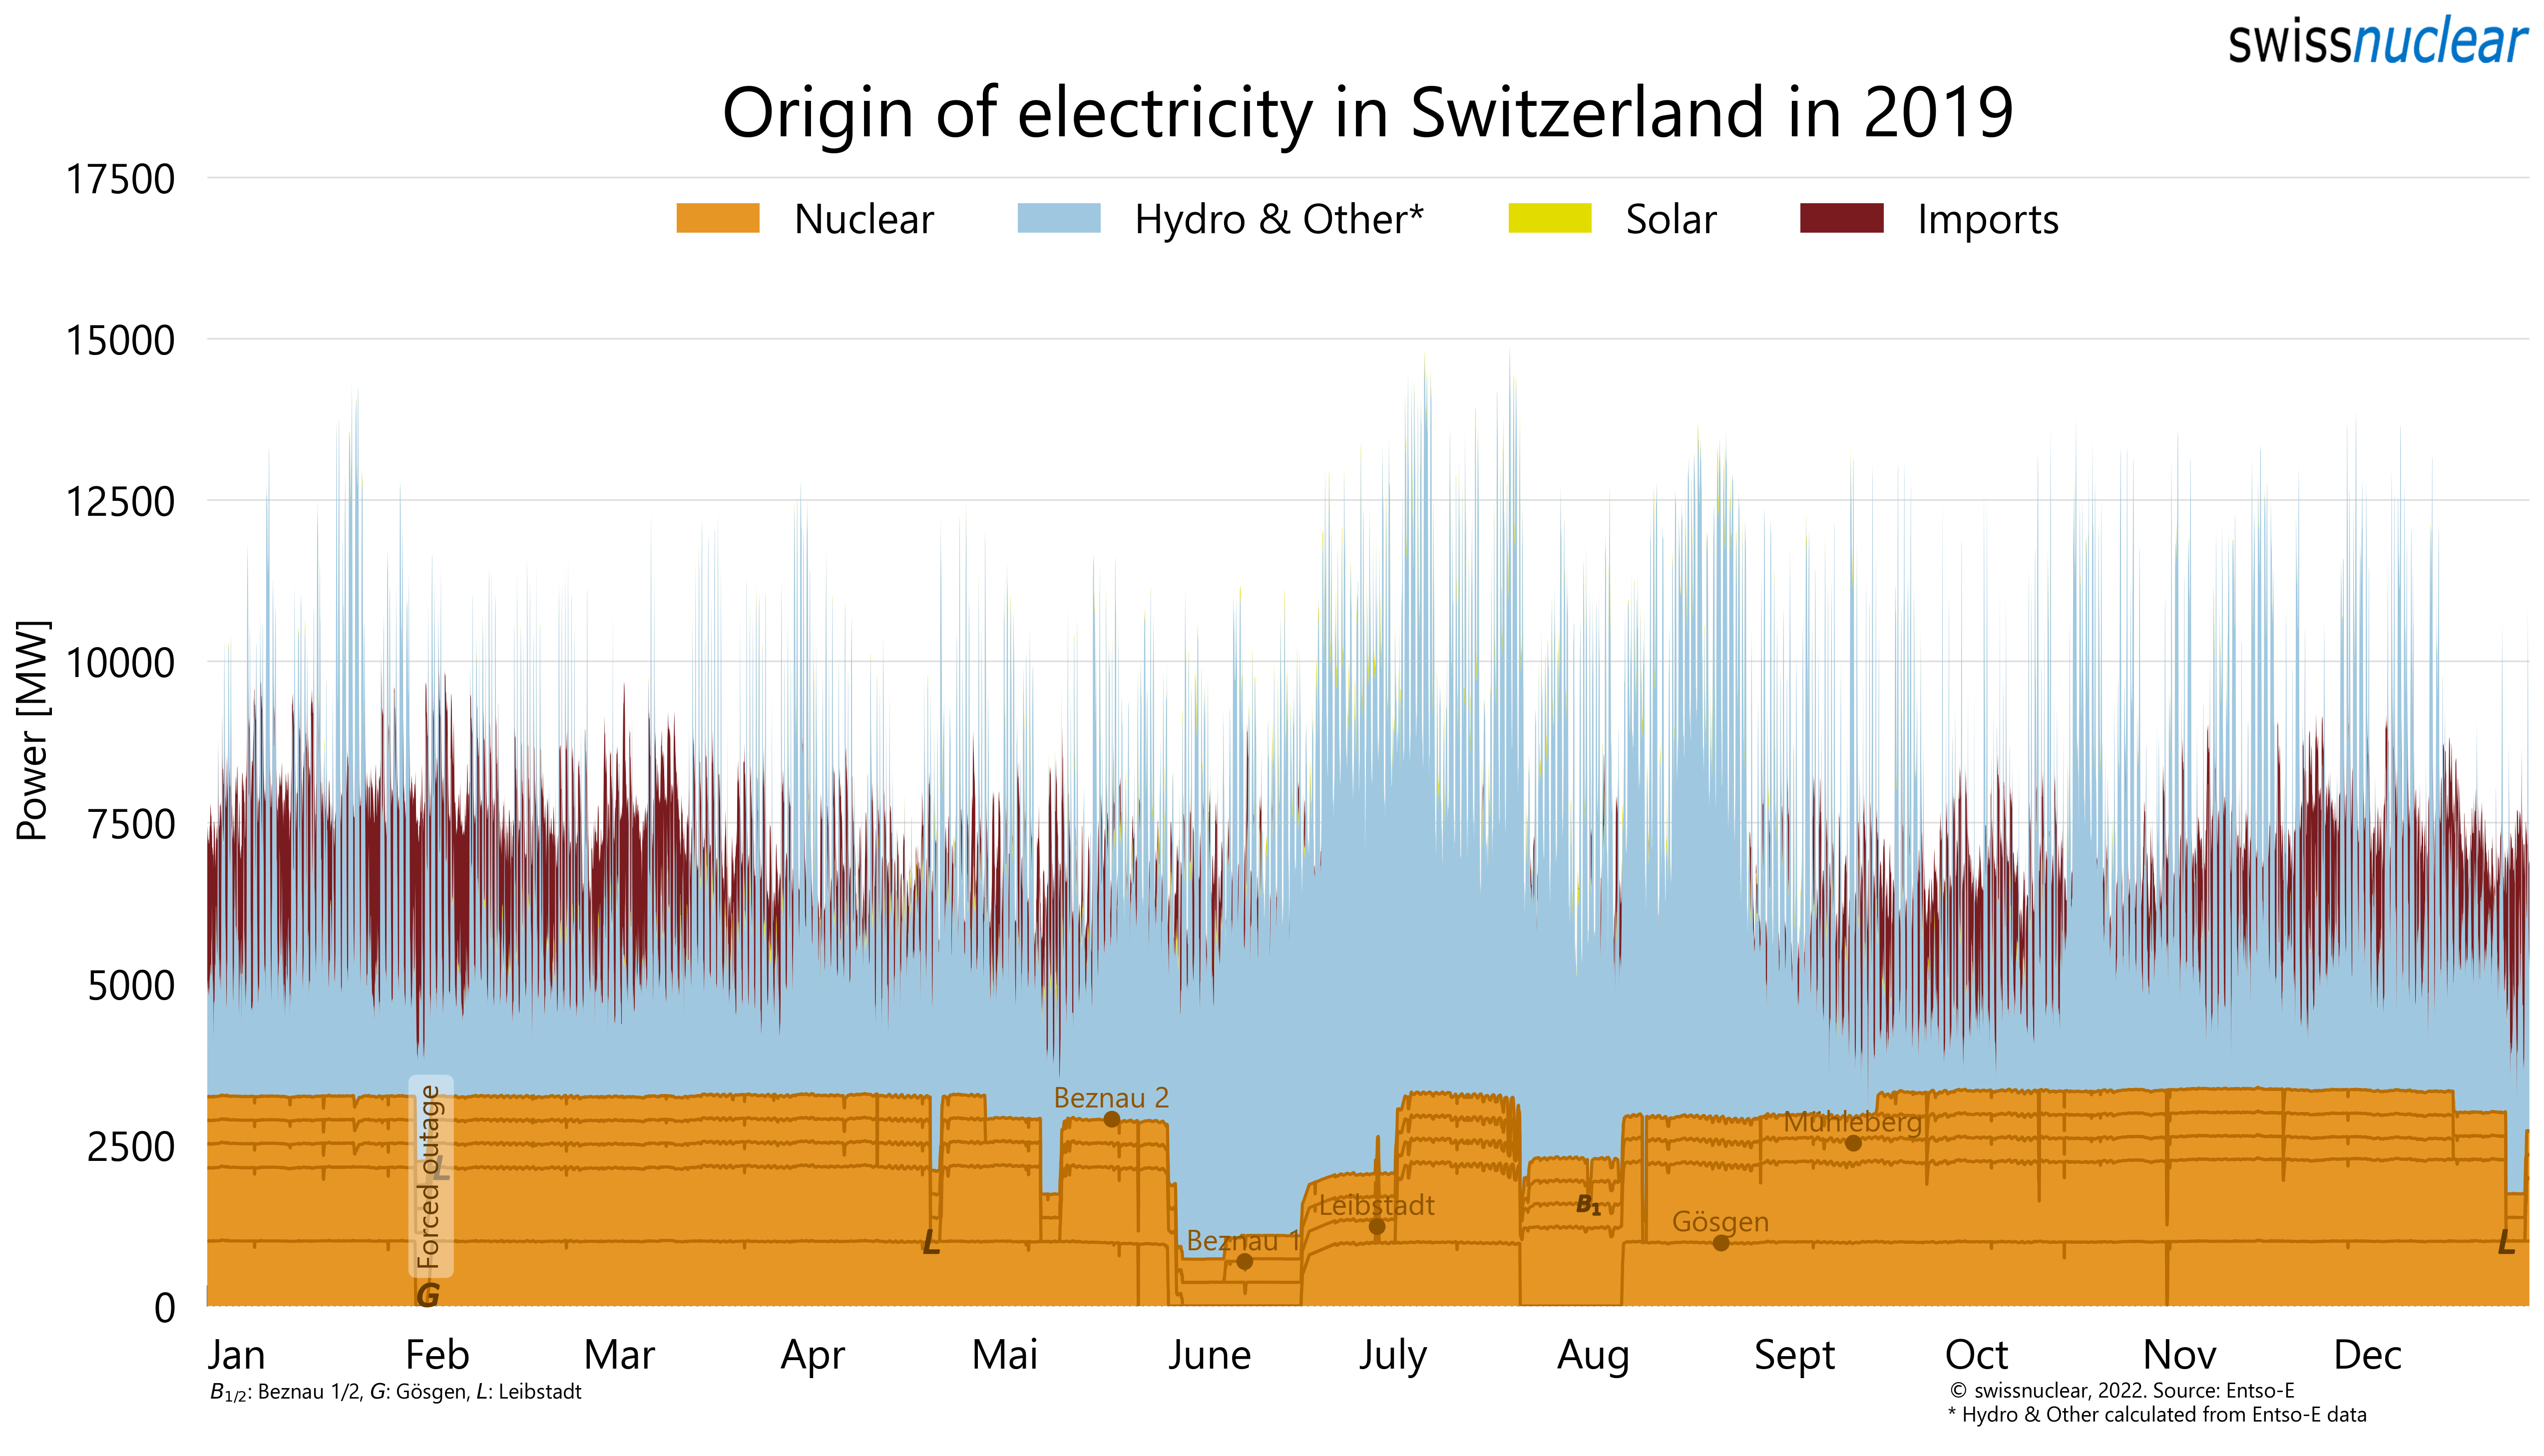 swissnuclear
Origin of electricity in Switzerland in 2019
Nuclear Hydro & Other* Solar Imports
Power [MW]
17500
15000
12500
10000
7500
5000
2500
0
Forced outage
L
G
L
Beznau 2
Beznau 1
Leibstadt
B1
Gösgen
Mühleberg
L
Jan Feb Mar Apr Mai June July Aug Sept Oct Nov Dec
B1/2: Beznau 1/2, G: Gösgen, L: Leibstadt
© swissnuclear, 2022. Source: Entso-E
* Hydro & Other calculated from Entso-E data